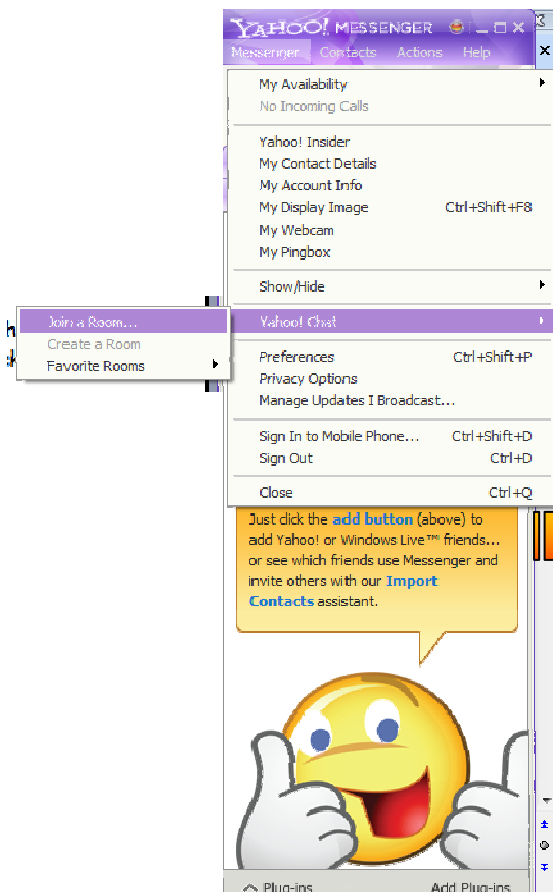 YAHOO! MESSENGER
Messenger Contacts Actions Help
My Availability
No Incoming Calls
Yahoo! Insider
My Contact Details
My Account Info
My Display Image Ctrl+Shift+F8
My Webcam
My Pingbox
Show/Hide
Join a Room... Yahoo! Chat
Create a Room
Favorite Rooms
Preferences Ctrl+Shift+P
Privacy Options
Manage Updates I Broadcast...
Sign In to Mobile Phone... Ctrl+Shift+D
Sign Out Ctrl+D
Close Ctrl+Q
Just click the add button (above) to
add Yahoo! or Windows Live™ friends...
or see which friends use Messenger and
invite others with our Import
Contacts assistant.
Plug-ins Add Plug-ins